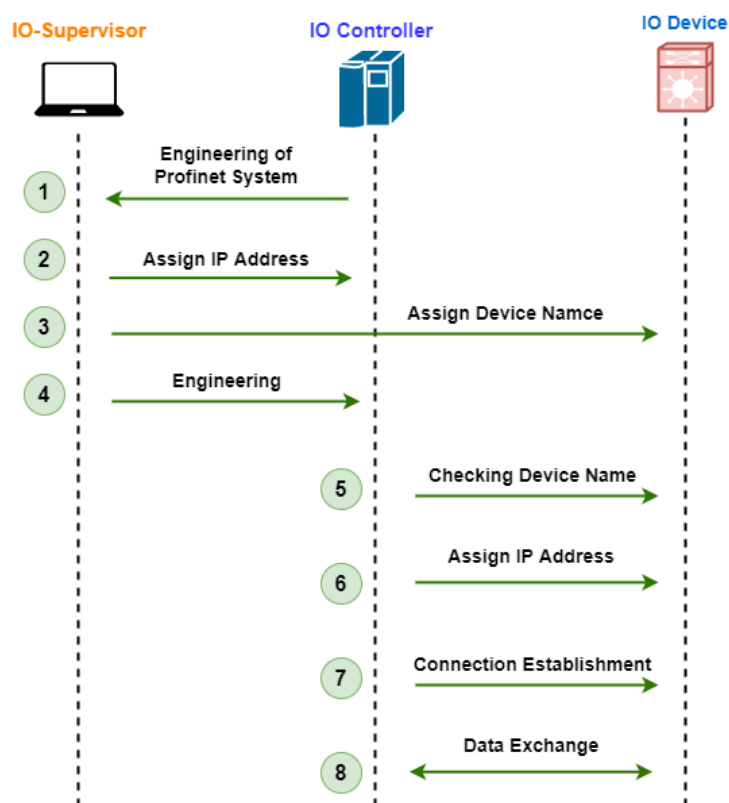 IO-Supervisor
IO Controller
IO Device
Engineering of
Profinet System
1
2
Assign IP Address
3
Assign Device Namce
4
Engineering
5
Checking Device Name
6
Assign IP Address
7
Connection Establishment
8
Data Exchange